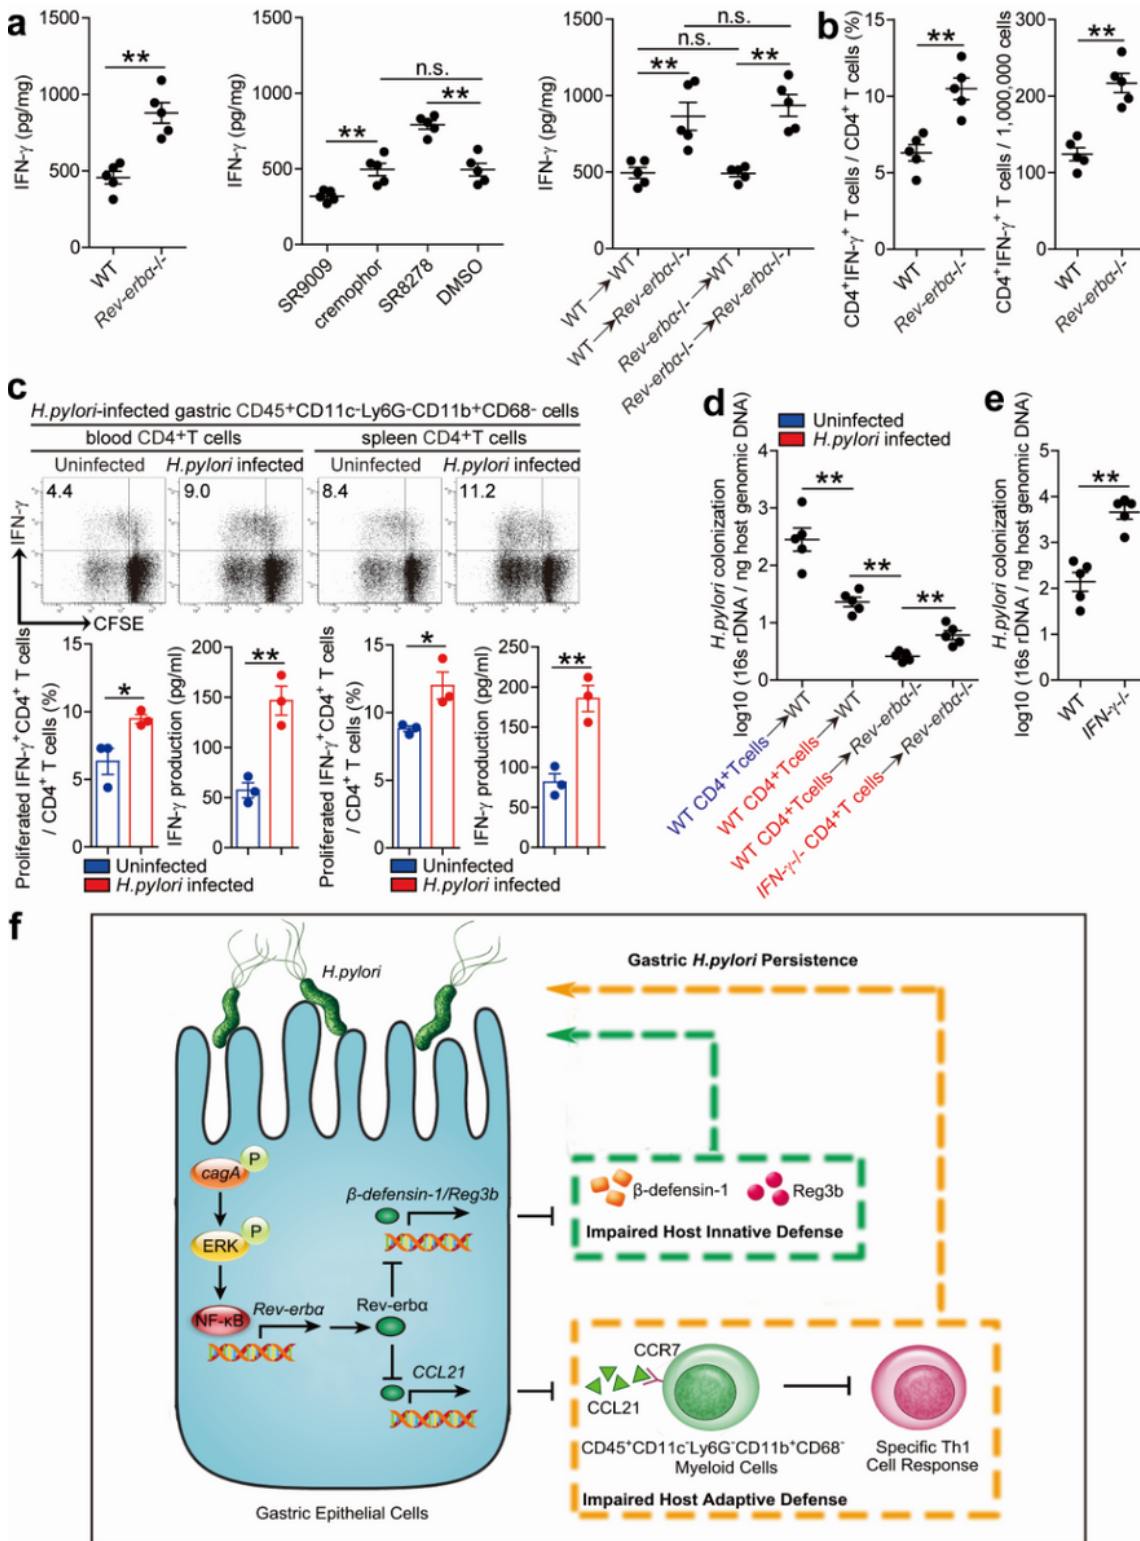 a
IFN-γ (pg/mg)
1500
1000
500
0
**
WT
Rev-erbα-/-
IFN-γ (pg/mg)
1500
1000
500
0
n.s.
**
**
SR9009
cremophor
SR8278
DMSO
IFN-γ (pg/mg)
1500
1000
500
0
n.s.
n.s.
**
**
WT→WT
WT→Rev-erbα-/-
Rev-erbα-/-→WT
Rev-erbα-/-→Rev-erbα-/-
b
CD4+IFN-γ+ T cells / CD4+ T cells (%)
15
10
5
0
**
WT
Rev-erbα-/-
CD4+IFN-γ+ T cells / 1,000,000 cells
300
200
100
0
**
WT
Rev-erbα-/-
c
H.pylori-infected gastric CD45+CD11c-Ly6G-CD11b+CD68- cells
blood CD4+T cells
spleen CD4+T cells
Uninfected
H.pylori infected
Uninfected
H.pylori infected
4.4
9.0
8.4
11.2
IFN-γ
CFSE
Proliferated IFN-γ+CD4+ T cells
/ CD4+ T cells (%)
15
10
5
0
*
IFN-γ production (pg/ml)
200
150
100
50
0
**
Uninfected
H.pylori infected
Proliferated IFN-γ+CD4+ T cells
/ CD4+ T cells (%)
15
10
5
0
*
IFN-γ production (pg/ml)
250
200
150
100
50
0
**
Uninfected
H.pylori infected
d
Uninfected
H.pylori infected
H.pylori colonization
log10 (16s rDNA / ng host genomic DNA)
4
3
2
1
0
**
**
**
WT CD4+Tcells→WT
WT CD4+Tcells→WT
WT CD4+Tcells→Rev-erbα-/-
IFN-γ-/- CD4+T cells→Rev-erbα-/-
e
H.pylori colonization
log10 (16s rDNA / ng host genomic DNA)
5
4
3
2
1
0
**
WT
IFN-γ-/-
f
H.pylori
Gastric H.pylori Persistence
cagA
P
ERK
P
NF-κB
Rev-erbα
Rev-erbα
β-defensin-1/Reg3b
CCL21
β-defensin-1
Reg3b
Impaired Host Innative Defense
CCR7
CCL21
CD45+CD11c-Ly6G-CD11b+CD68-
Myeloid Cells
Specific Th1
Cell Response
Impaired Host Adaptive Defense
Gastric Epithelial Cells